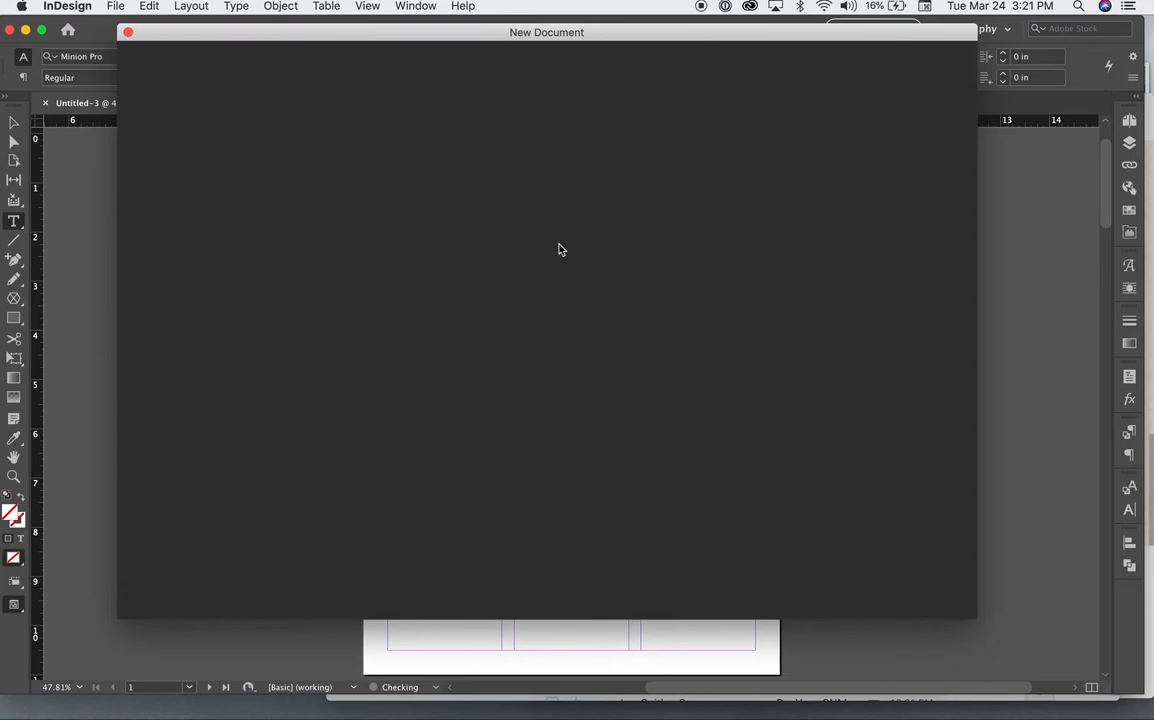 InDesign File Edit Layout Type Object Table View Window Help 16% Tue Mar 24 3:21 PM
New Document
phy Adobe Stock
A Minion Pro 0 in
Regular 0 in
× Untitled-3 @ 4
6 13 14
0
1
2
3
4
5
6
7
8
9
1
0
47.81% 1 [Basic] (working) Checking